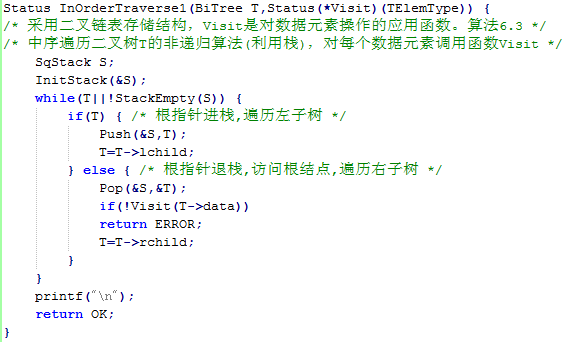 Status InOrderTraverse1(BiTree T,Status(*Visit)(TElemType)) {
/* 采用二叉链表存储结构，Visit是对数据元素操作的应用函数。算法6.3 */
/* 中序遍历二叉树T的非递归算法(利用栈)，对每个数据元素调用函数Visit */
SqStack S;
InitStack(&S);
while(T||!StackEmpty(S)) {
if(T) { /* 根指针进栈,遍历左子树 */
Push(&S,T);
T=T->lchild;
} else { /* 根指针退栈,访问根结点,遍历右子树 */
Pop(&S,&T);
if(!Visit(T->data))
return ERROR;
T=T->rchild;
}
}
printf("\n");
return OK;
}